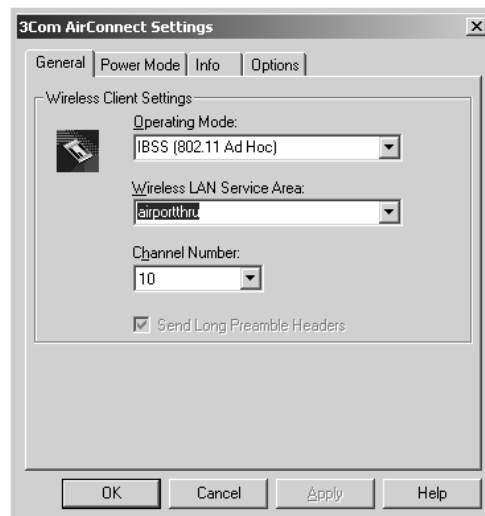 3Com AirConnect Settings
General Power Mode Info Options
Wireless Client Settings
Operating Mode:
IBSS (802.11 Ad Hoc)
Wireless LAN Service Area:
airportthru
Channel Number:
10
Send Long Preamble Headers
OK Cancel Apply Help